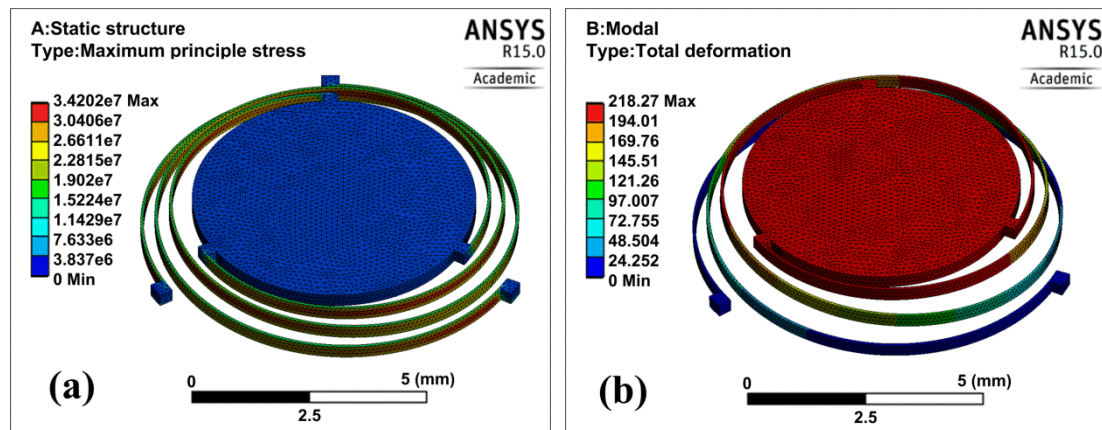 A:Static structure
Type:Maximum principle stress
ANSYS
R15.0
Academic
3.4202e7 Max
3.0406e7
2.6611e7
2.2815e7
1.902e7
1.5224e7
1.1429e7
7.633e6
3.837e6
0 Min
(a)
0
5 (mm)
2.5
B:Modal
Type:Total deformation
ANSYS
R15.0
Academic
218.27 Max
194.01
169.76
145.51
121.26
97.007
72.755
48.504
24.252
0 Min
(b)
0
5 (mm)
2.5